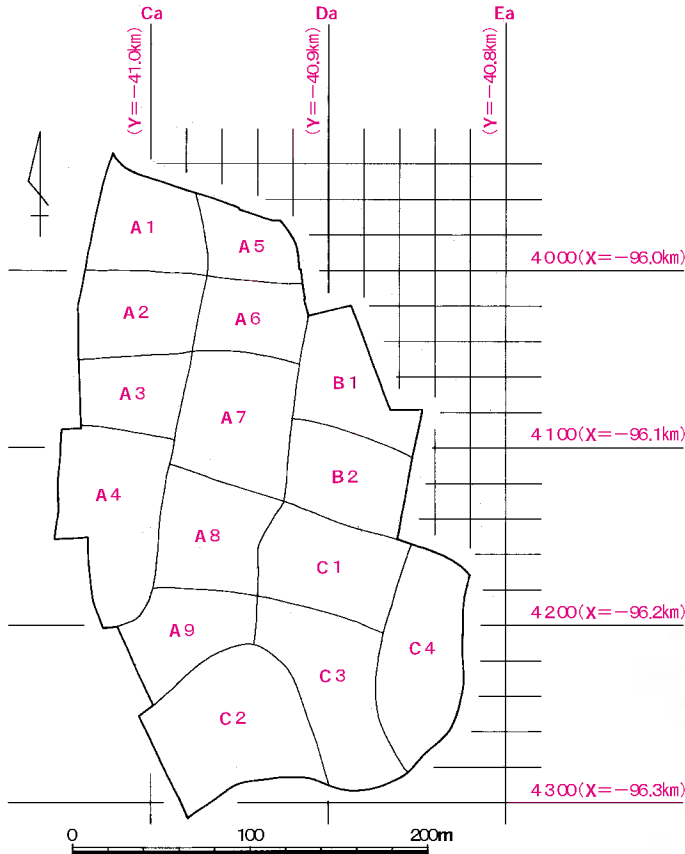 Ca Da Ea
(Y=−41.0km) (Y=−40.9km) (Y=−40.8km)
A1
A5
4000(X=−96.0km)
A2
A6
B1
A3
A7
4100(X=−96.1km)
B2
A4
A8
C1
4200(X=−96.2km)
A9
C4
C3
C2
4300(X=−96.3km)
0 100 200m